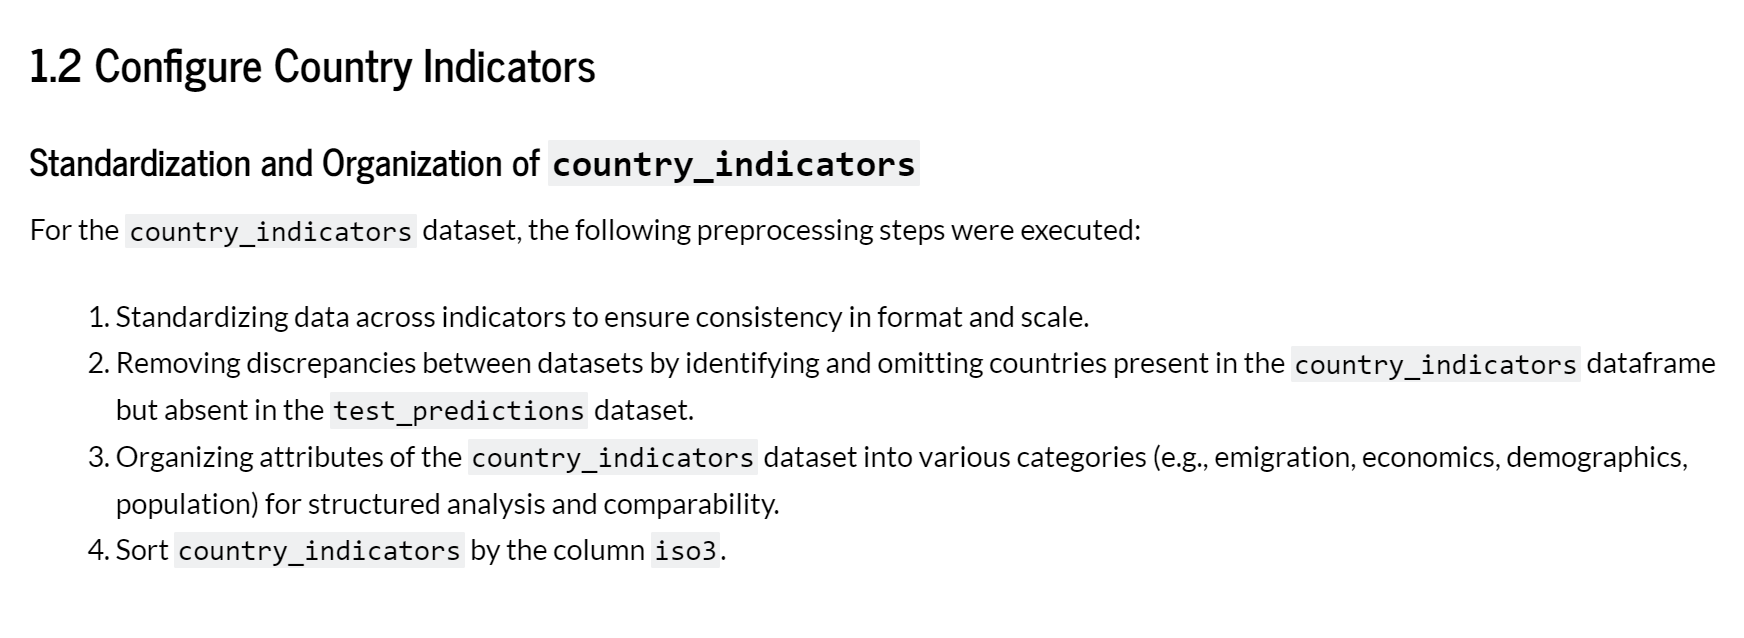 1.2 Configure Country Indicators
Standardization and Organization of country_indicators
For the country_indicators dataset, the following preprocessing steps were executed:
1. Standardizing data across indicators to ensure consistency in format and scale.
2. Removing discrepancies between datasets by identifying and omitting countries present in the country_indicators dataframe
but absent in the test_predictions dataset.
3. Organizing attributes of the country_indicators dataset into various categories (e.g., emigration, economics, demographics,
population) for structured analysis and comparability.
4. Sort country_indicators by the column iso3.